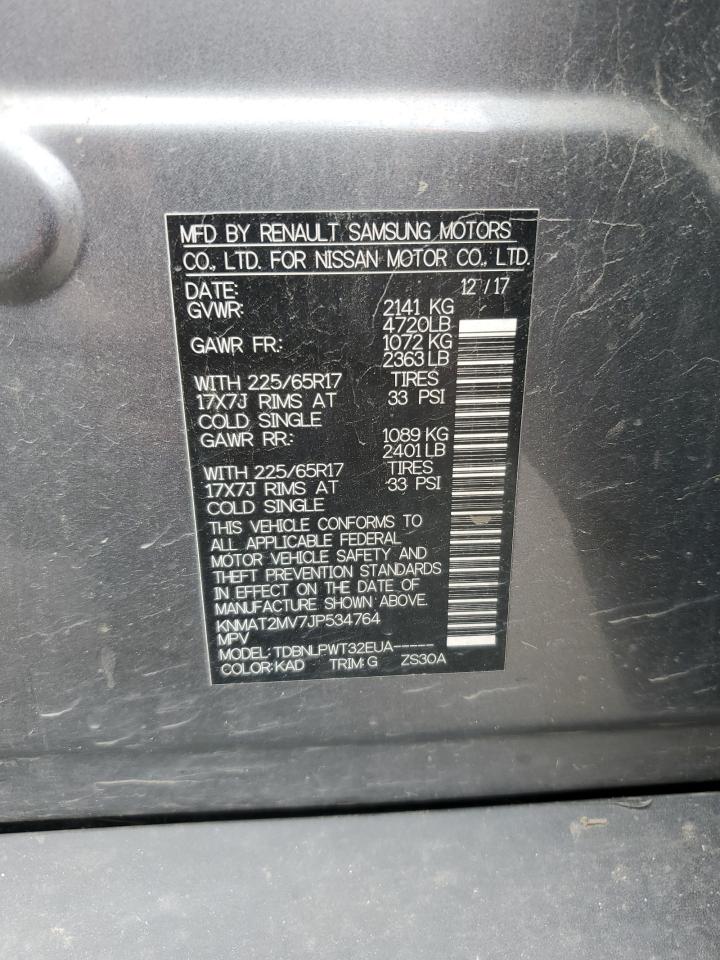 MFD BY RENAULT SAMSUNG MOTORS
CO., LTD. FOR NISSAN MOTOR CO., LTD.
DATE: 12 /17
GVWR: 2141 KG
4720LB
GAWR FR.: 1072 KG
2363 LB
WITH 225/65R17 TIRES
17X7J RIMS AT 33 PSI
COLD SINGLE
GAWR RR.: 1089 KG
2401 LB
WITH 225/65R17 TIRES
17X7J RIMS AT 33 PSI
COLD SINGLE
THIS VEHICLE CONFORMS TO
ALL APPLICABLE FEDERAL
MOTOR VEHICLE SAFETY AND
THEFT PREVENTION STANDARDS
IN EFFECT ON THE DATE OF
MANUFACTURE SHOWN ABOVE.
KNMAT2MV7JP534764
MPV
MODEL: TDBNLPWT32EUA-----
COLOR: KAD TRIM: G ZS30A